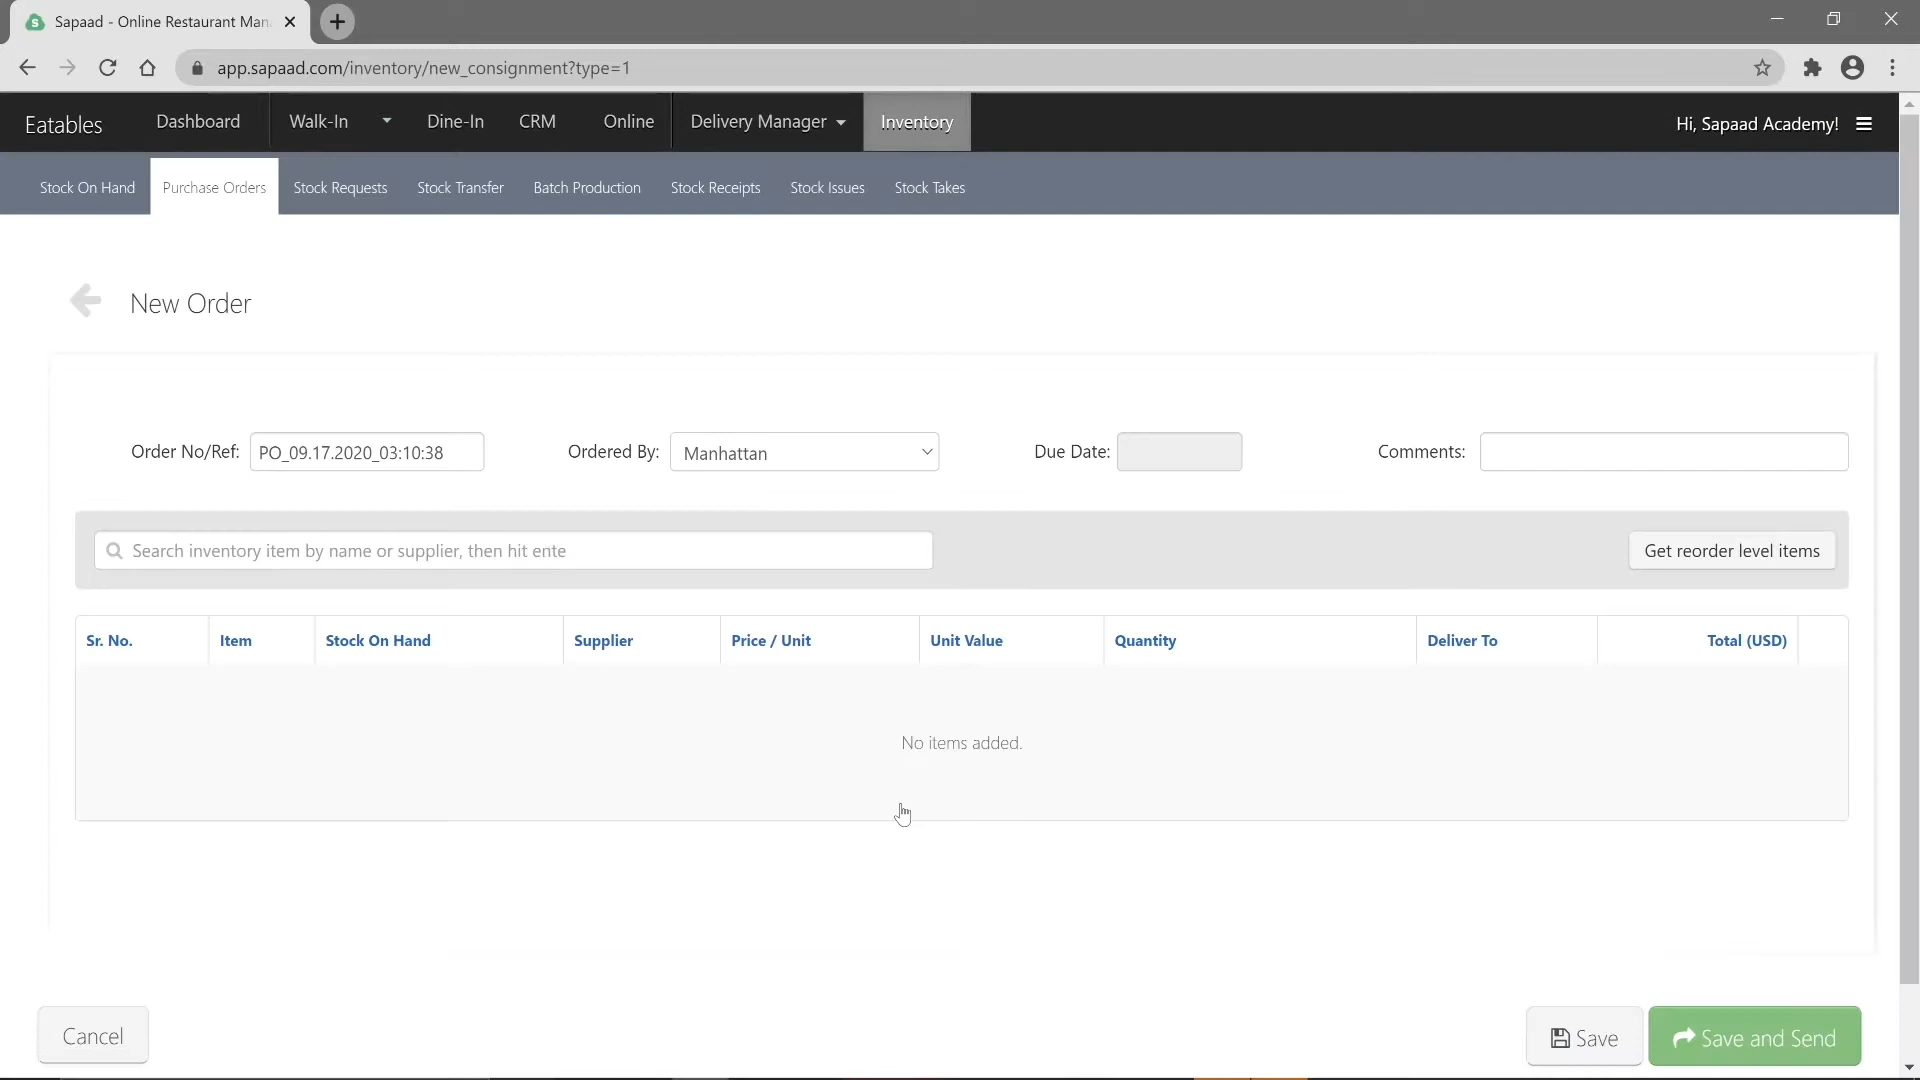 Sapaad - Online Restaurant Man
app.sapaad.com/inventory/new_consignment?type=1
Eatables Dashboard Walk-In Dine-In CRM Online Delivery Manager Inventory Hi, Sapaad Academy!
Stock On Hand Purchase Orders Stock Requests Stock Transfer Batch Production Stock Receipts Stock Issues Stock Takes
New Order
Order No/Ref: PO_09.17.2020_03:10:38 Ordered By: Manhattan Due Date: Comments:
Search inventory item by name or supplier, then hit ente Get reorder level items
Sr. No. Item Stock On Hand Supplier Price / Unit Unit Value Quantity Deliver To Total (USD)
No items added.
Cancel Save Save and Send